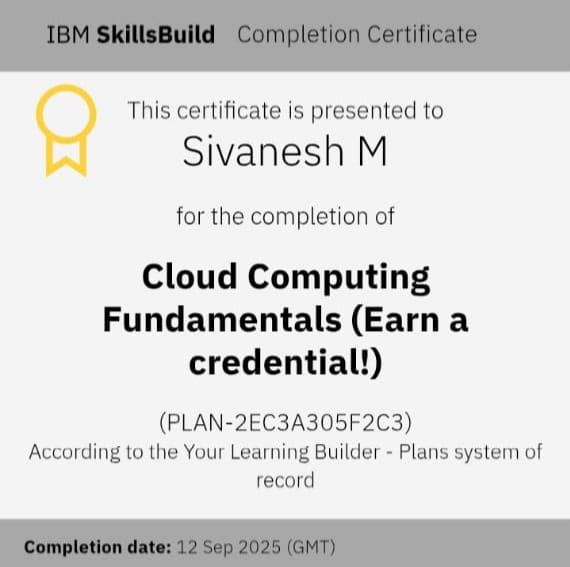 IBM SkillsBuild Completion Certificate
This certificate is presented to
Sivanesh M
for the completion of
Cloud Computing
Fundamentals (Earn a
credential!)
(PLAN-2EC3A305F2C3)
According to the Your Learning Builder - Plans system of
record
Completion date: 12 Sep 2025 (GMT)